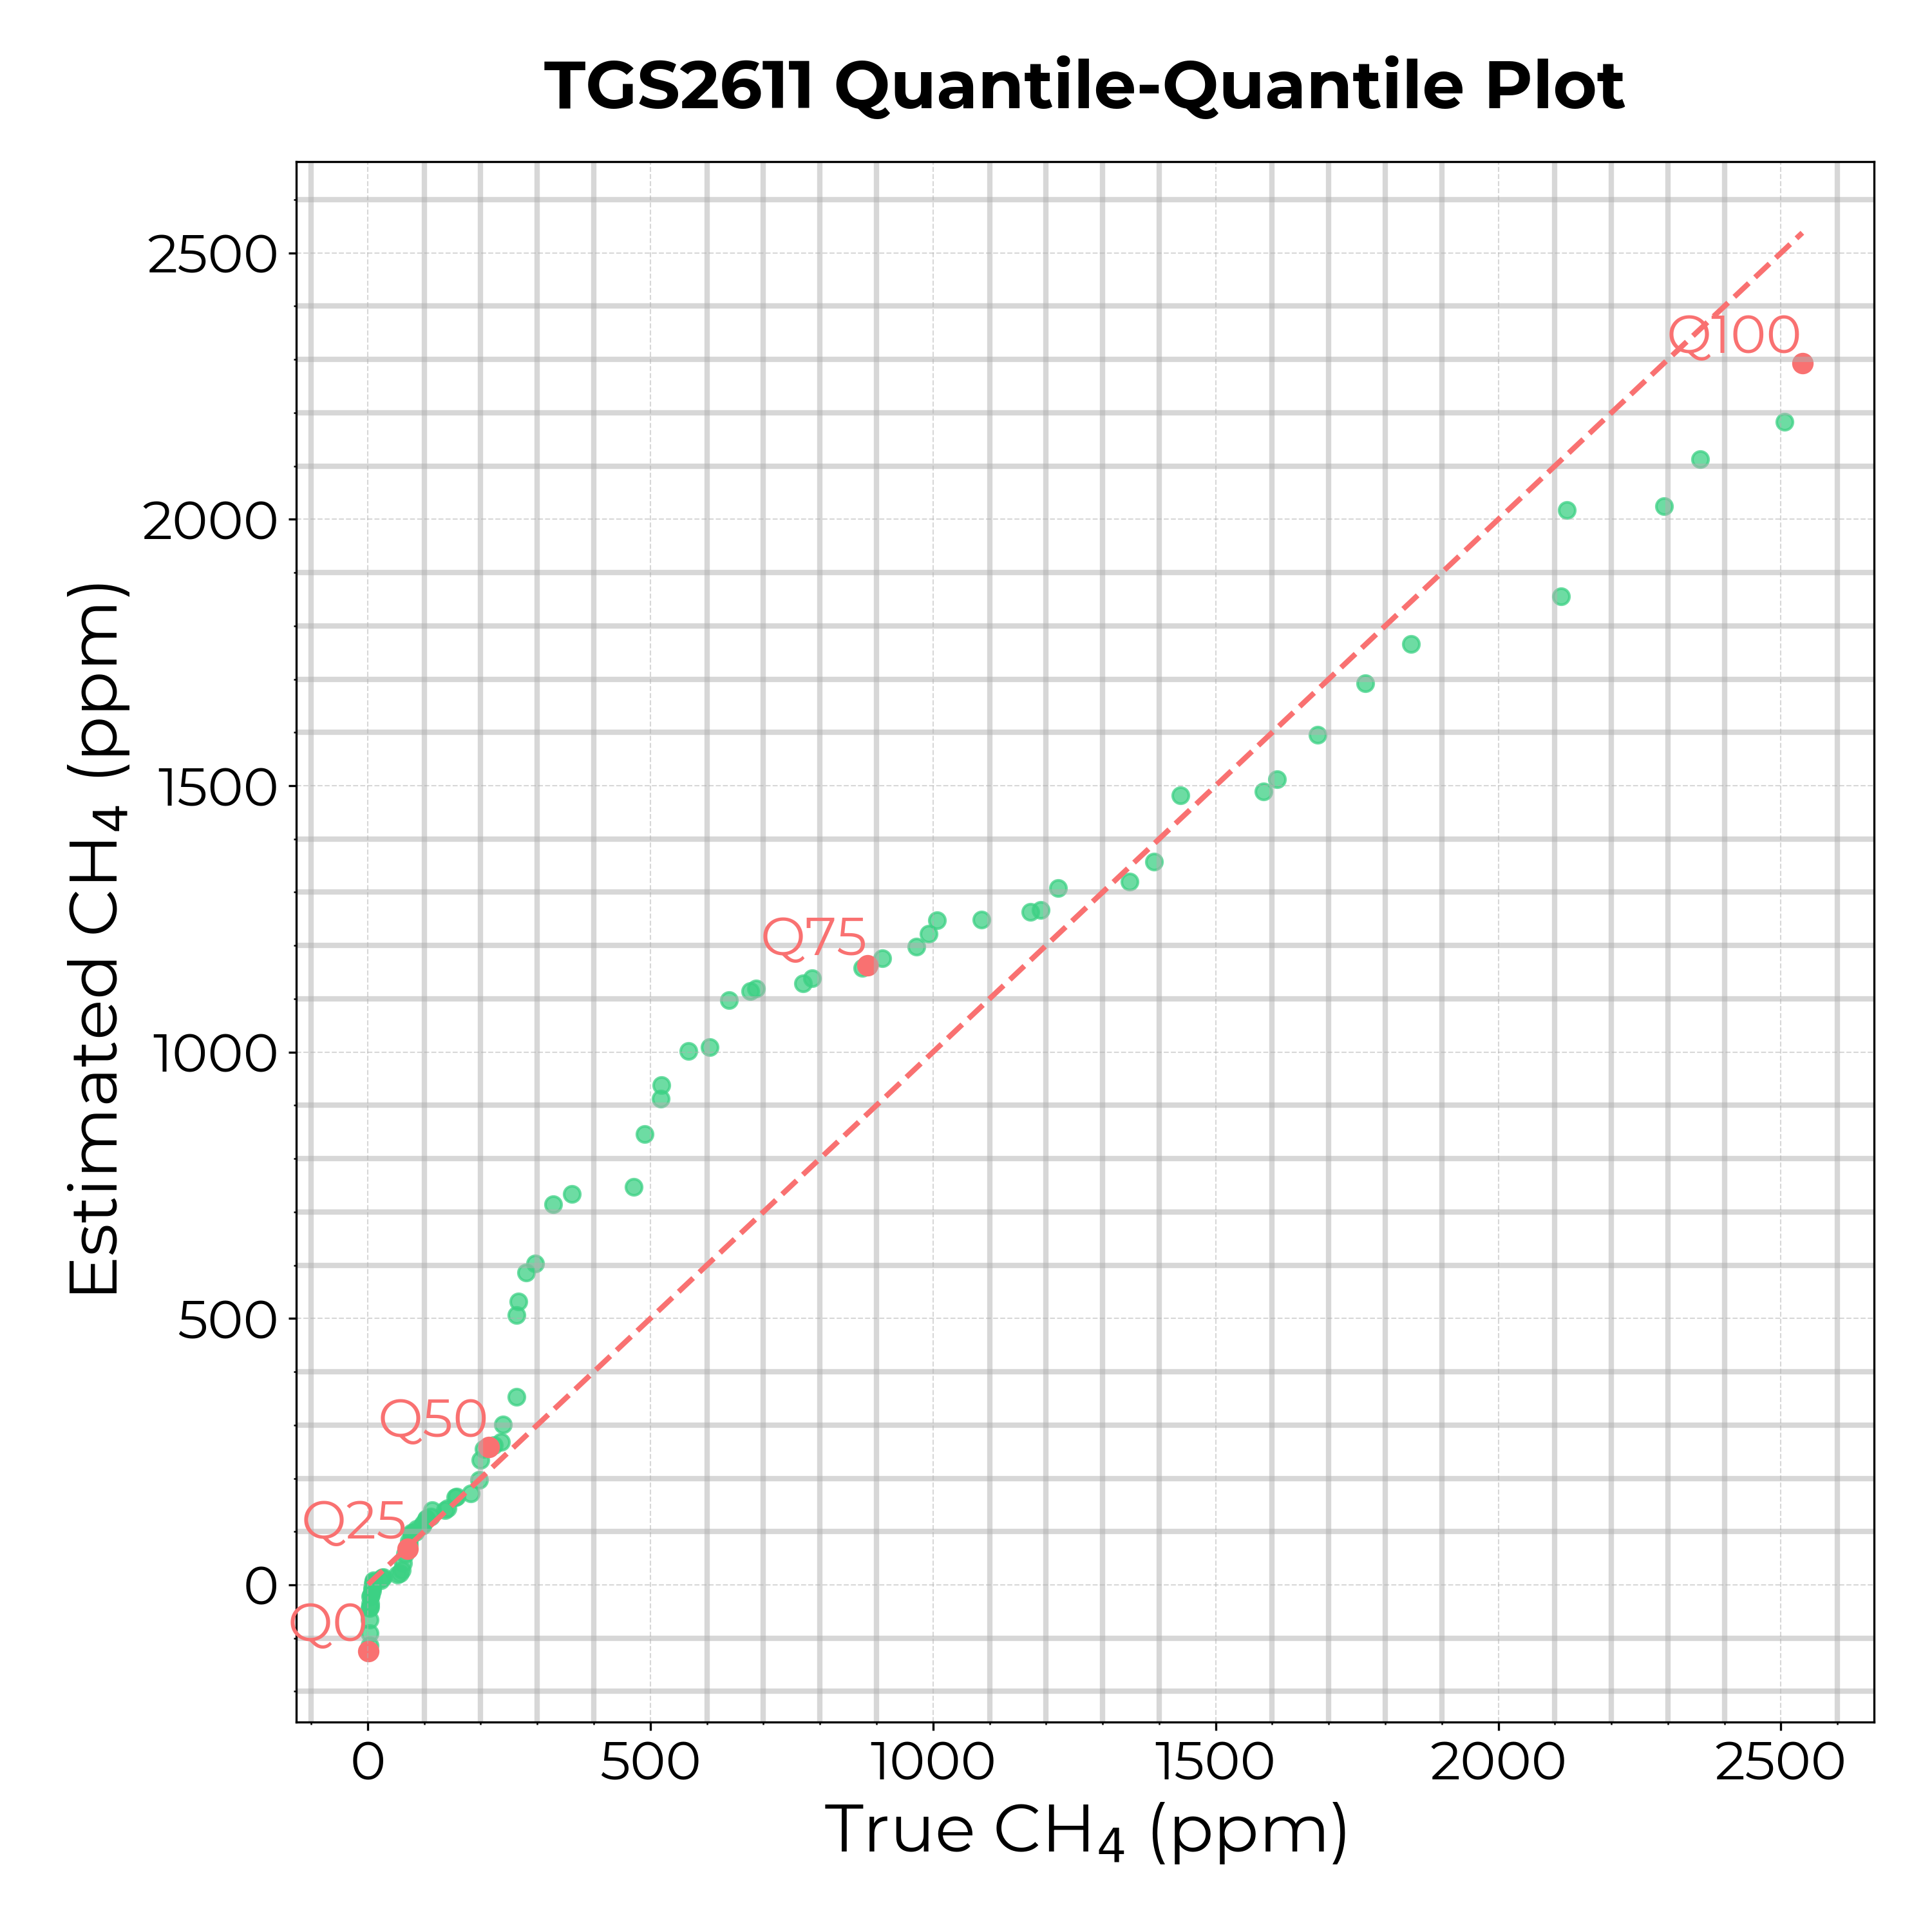 TGS2611 Quantile-Quantile Plot
Estimated CH₄ (ppm)
2500
2000
1500
1000
500
0
Q100
Q75
Q50
Q25
Q0
0 500 1000 1500 2000 2500
True CH₄ (ppm)